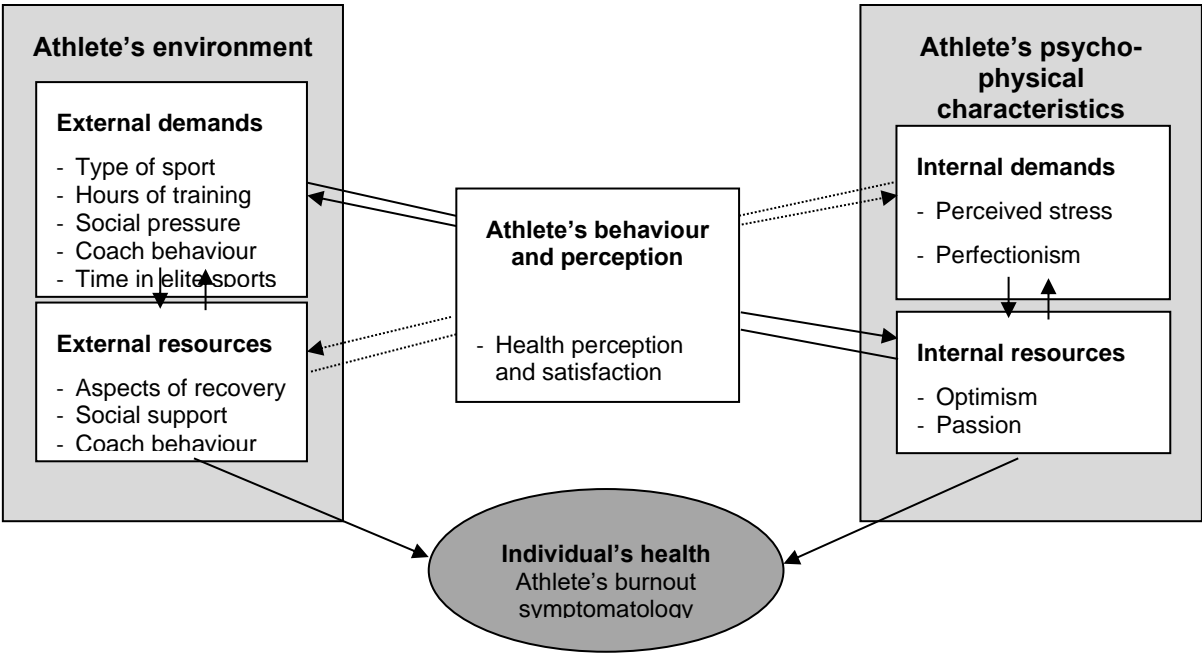 Athlete’s environment
External demands
- Type of sport
- Hours of training
- Social pressure
- Coach behaviour
- Time in elite sports
External resources
- Aspects of recovery
- Social support
- Coach behaviour
Athlete’s behaviour
and perception
- Health perception
and satisfaction
Athlete’s psycho-
physical
characteristics
Internal demands
- Perceived stress
- Perfectionism
Internal resources
- Optimism
- Passion
Individual’s health
Athlete’s burnout
symptomatology